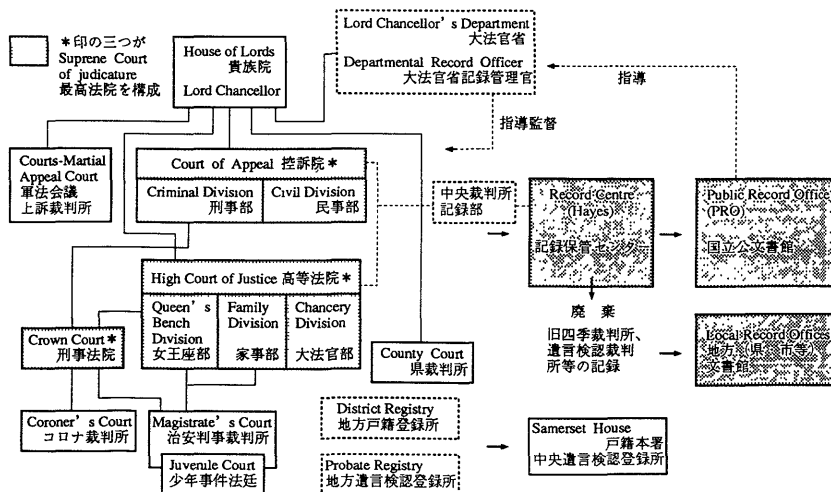 ＊印の三つが
Suprene Court
of judicature
最高法院を構成
House of Lords
貴族院
Lord Chancellor
Lord Chancellor's Department
大法官省
Departmental Record Officer
大法官省記録管理官
指導
指導監督
Courts-Martial
Appeal Court
軍法会議
上訴裁判所
Court of Appeal 控訴院＊
Criminal Division
刑事部
Civil Division
民事部
中央裁判所
記録部
Record Centre
(Hayes)
記録保管センター
Public Record Office
(PRO)
国立公文書館
High Court of Justice 高等法院＊
Queen's
Bench
Division
女王座部
Family
Division
家事部
Chancery
Division
大法官部
Crown Court＊
刑事法院
County Court
県裁判所
廃棄
旧四季裁判所、
遺言検認裁判
所等の記録
Local Record Offices
地方 県 市等
文書館
Coroner's Court
コロナ裁判所
Magistrate's Court
治安判事裁判所
Juvenule Court
少年事件法廷
District Registry
地方戸籍登録所
Probate Registry
地方遺言検認登録所
Samerset House
戸籍本署
中央遺言検認登録所